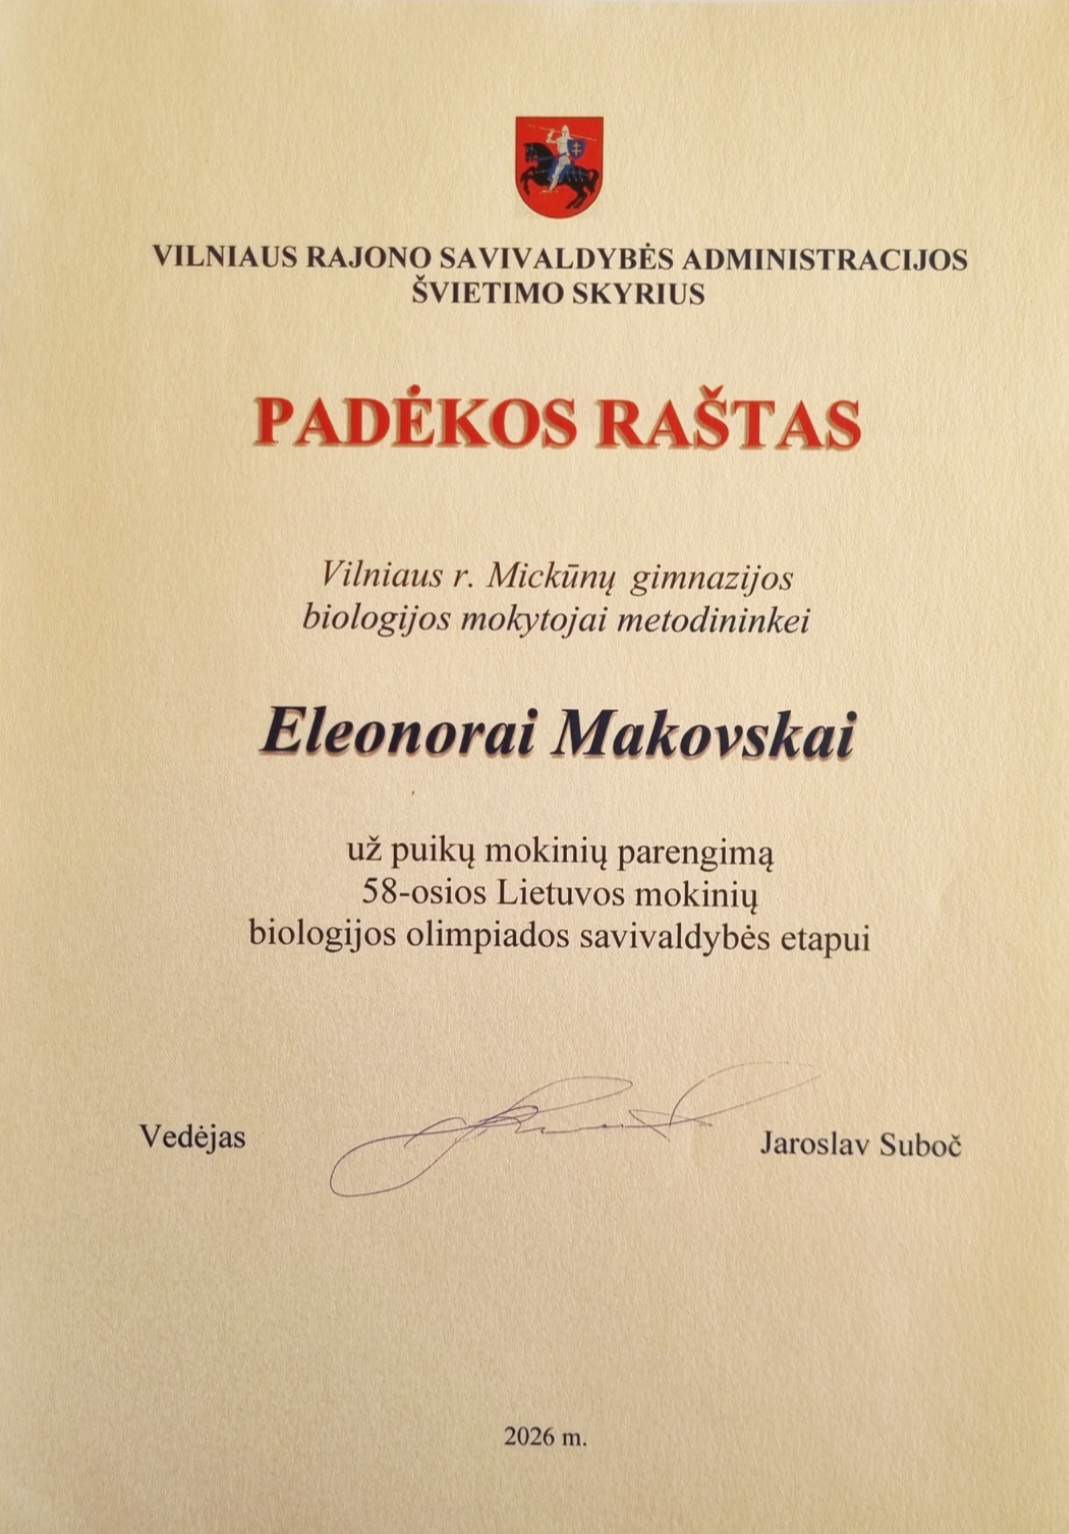 VILNIAUS RAJONO SAVIVALDYBĖS ADMINISTRACIJOS
ŠVIETIMO SKYRIUS
PADĖKOS RAŠTAS
Vilniaus r. Mickūnų gimnazijos
biologijos mokytojai metodininkei
Eleonorai Makovskai
už puikų mokinių parengimą
58-osios Lietuvos mokinių
biologijos olimpiados savivaldybės etapui
Vedėjas
Jaroslav Suboč
2026 m.